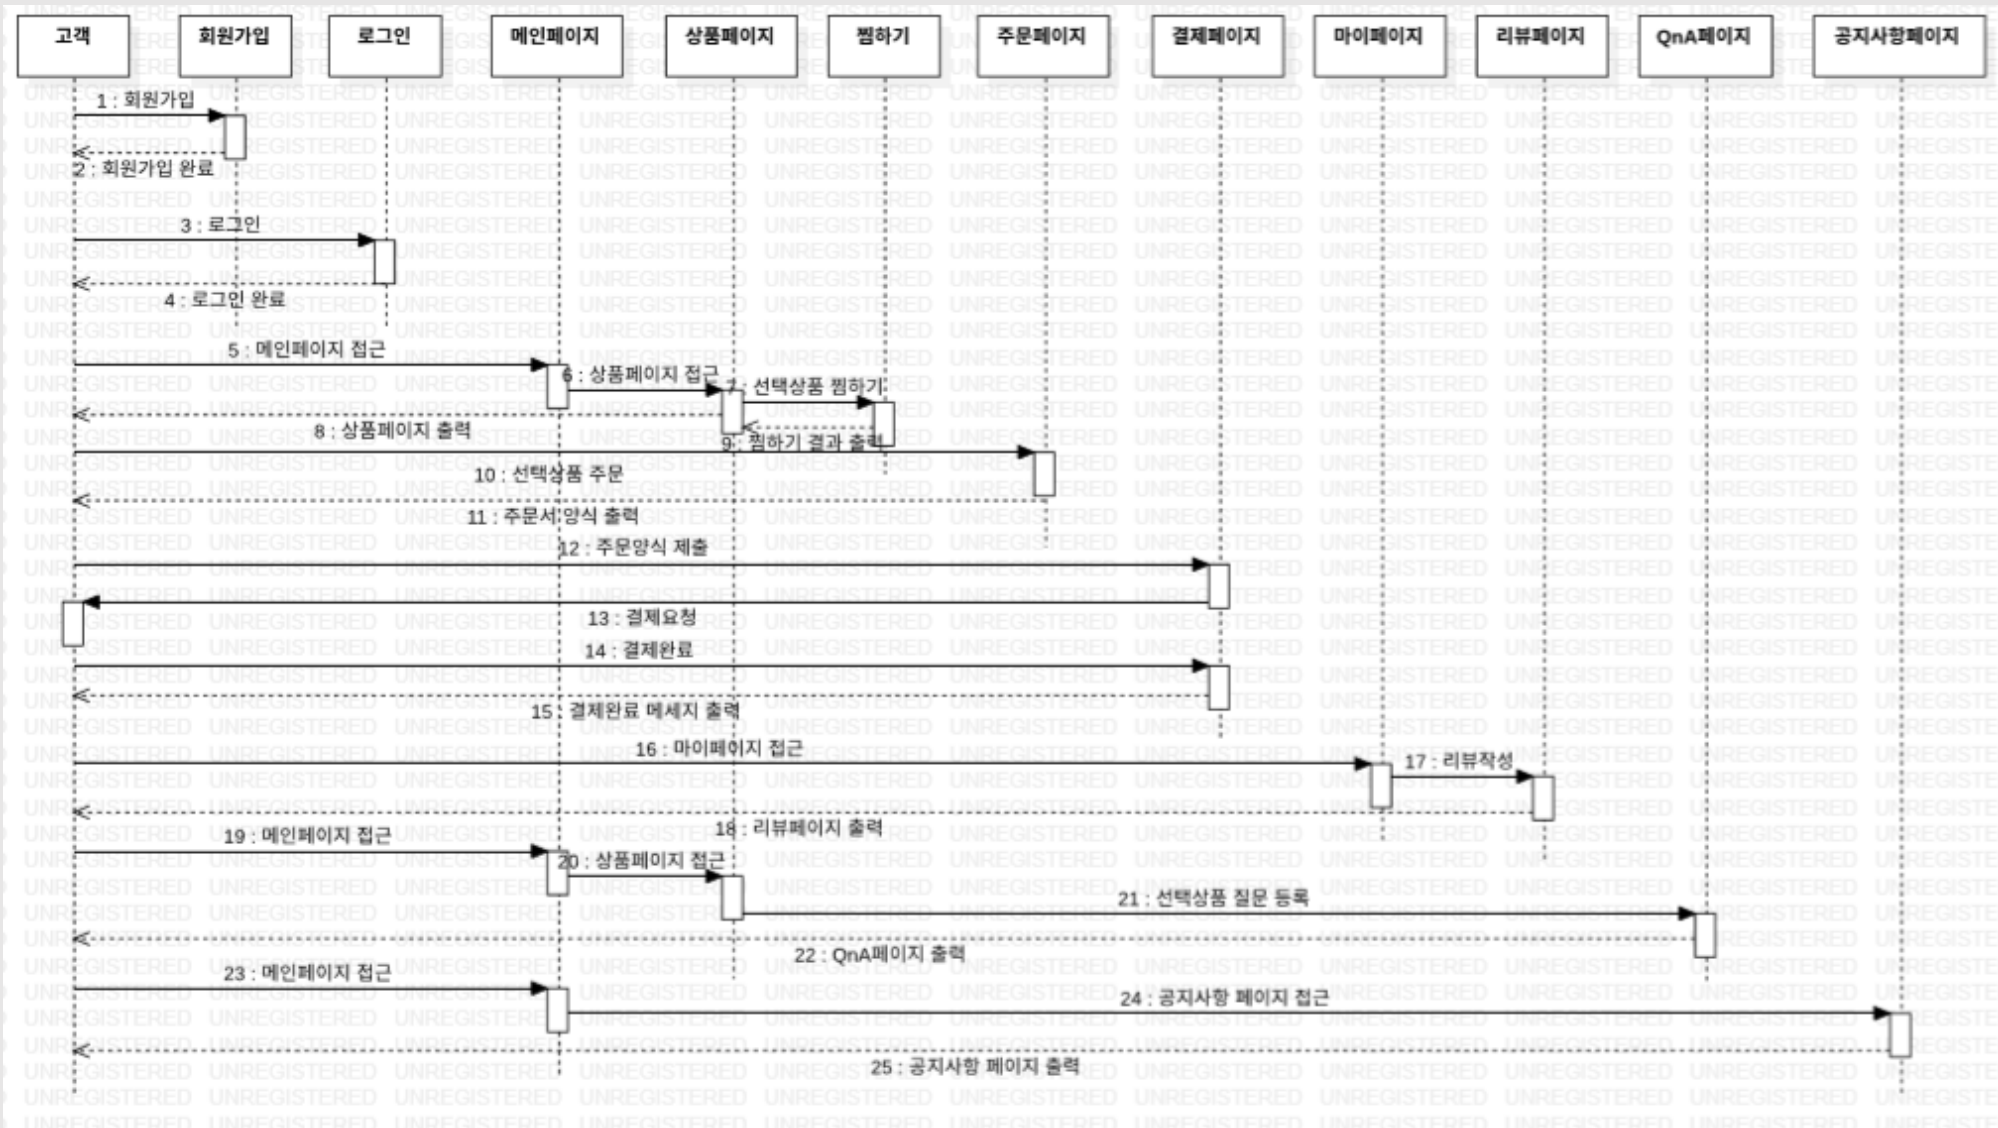 고객
회원가입
로그인
메인페이지
상품페이지
찜하기
주문페이지
결제페이지
마이페이지
리뷰페이지
QnA페이지
공지사항페이지
1 : 회원가입
2 : 회원가입 완료
3 : 로그인
4 : 로그인 완료
5 : 메인페이지 접근
6 : 상품페이지 접근
7 : 선택상품 찜하기
8 : 상품페이지 출력
9 : 찜하기 결과 출력
10 : 선택상품 주문
11 : 주문서 양식 출력
12 : 주문양식 제출
13 : 결제요청
14 : 결제완료
15 : 결제완료 메세지 출력
16 : 마이페이지 접근
17 : 리뷰작성
18 : 리뷰페이지 출력
19 : 메인페이지 접근
20 : 상품페이지 접근
21 : 선택상품 질문 등록
22 : QnA페이지 출력
23 : 메인페이지 접근
24 : 공지사항 페이지 접근
25 : 공지사항 페이지 출력
UNREGISTERED